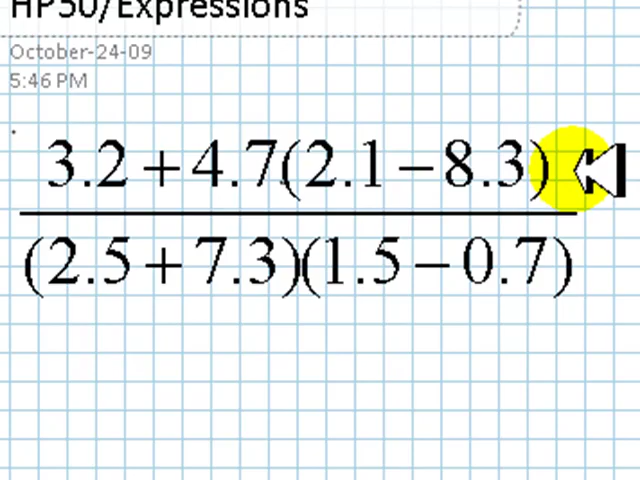 HP50/Expressions
October-24-09
5:46 PM
3.2+4.7(2.1−8.3)
(2.5+7.3)(1.5−0.7)